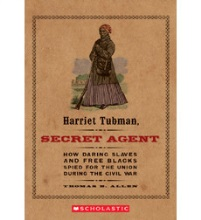 Harriet Tubman,
SECRET AGENT
HOW DARING SLAVES
AND FREE BLACKS
SPIED FOR THE UNION
DURING THE CIVIL WAR
THOMAS B. ALLEN
SCHOLASTIC